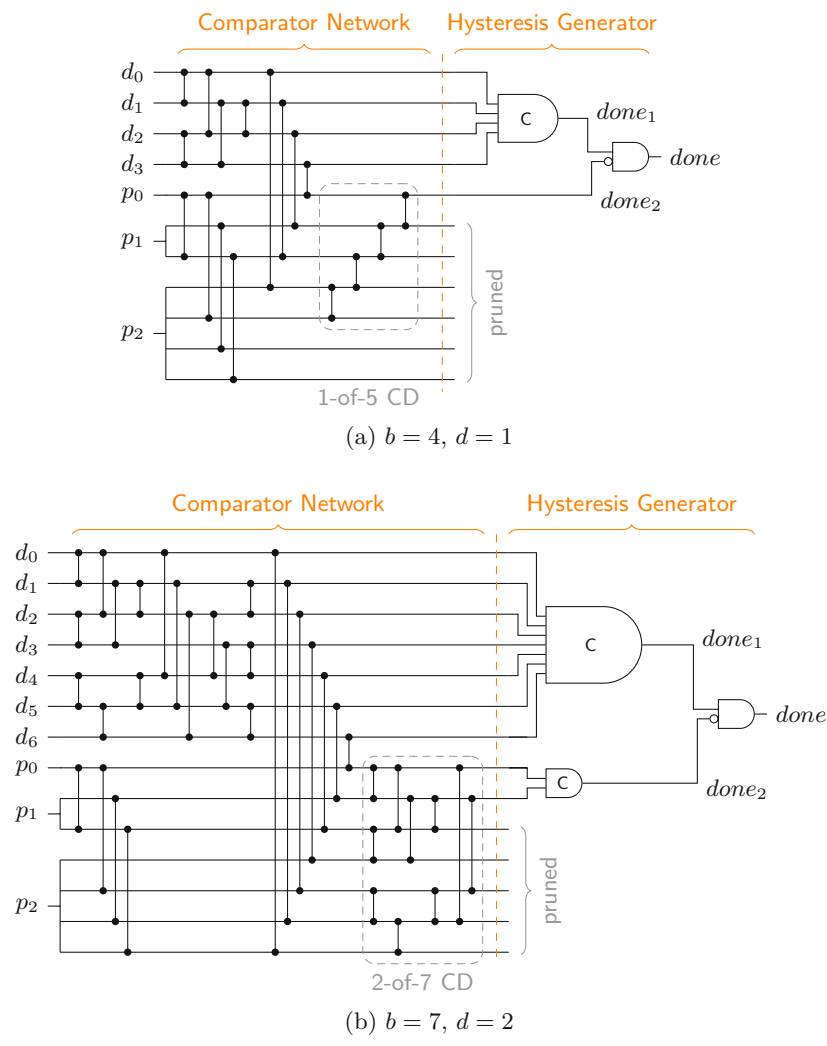 Comparator Network Hysteresis Generator
d₀
d₁
d₂
d₃
p₀
p₁
p₂
C
done₁
done
done₂
pruned
1-of-5 CD
(a) b = 4, d = 1
Comparator Network Hysteresis Generator
d₀
d₁
d₂
d₃
d₄
d₅
d₆
p₀
p₁
p₂
C
done₁
done
C
done₂
pruned
2-of-7 CD
(b) b = 7, d = 2